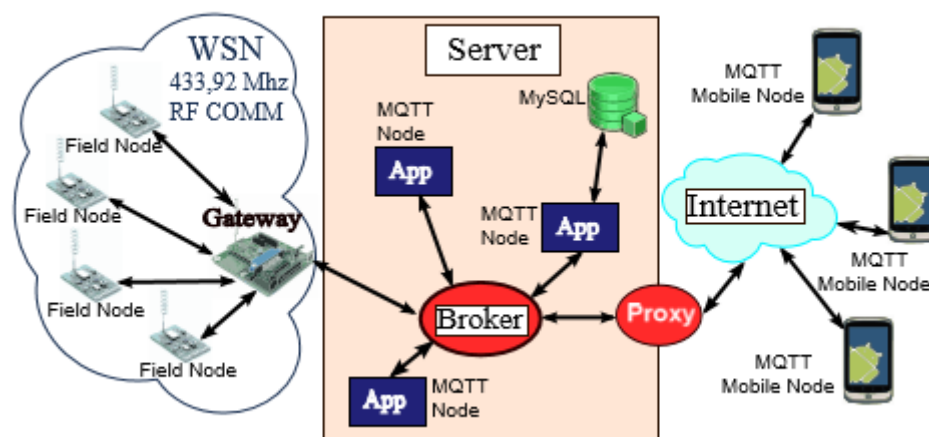 WSN
433,92 Mhz
RF COMM
Field Node
Field Node
Field Node
Field Node
Gateway
Server
MySQL
MQTT
Node
App
MQTT
Node
App
Broker
Proxy
App
MQTT
Node
Internet
MQTT
Mobile Node
MQTT
Mobile Node
MQTT
Mobile Node